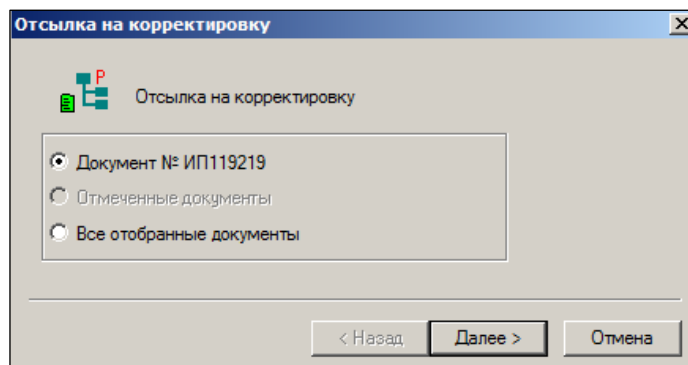 Отсылка на корректировку
P
Отсылка на корректировку
Документ № ИП119219
Отмеченные документы
Все отобранные документы
< Назад Далее > Отмена